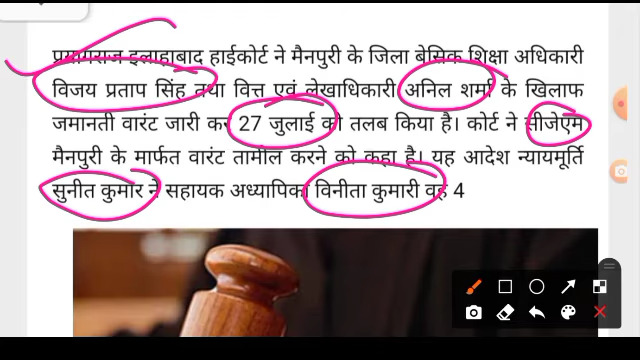 प्रयागराज इलाहाबाद हाईकोर्ट ने मैनपुरी के जिला बेसिक शिक्षा अधिकारी
विजय प्रताप सिंह तथा वित्त एवं लेखाधिकारी अनिल शर्मा के खिलाफ
जमानती वारंट जारी कर 27 जुलाई को तलब किया है। कोर्ट ने सीजेएम
मैनपुरी के मार्फत वारंट तामील करने को कहा है। यह आदेश न्यायमूर्ति
सुनीत कुमार ने सहायक अध्यापिका विनीता कुमारी वह 4